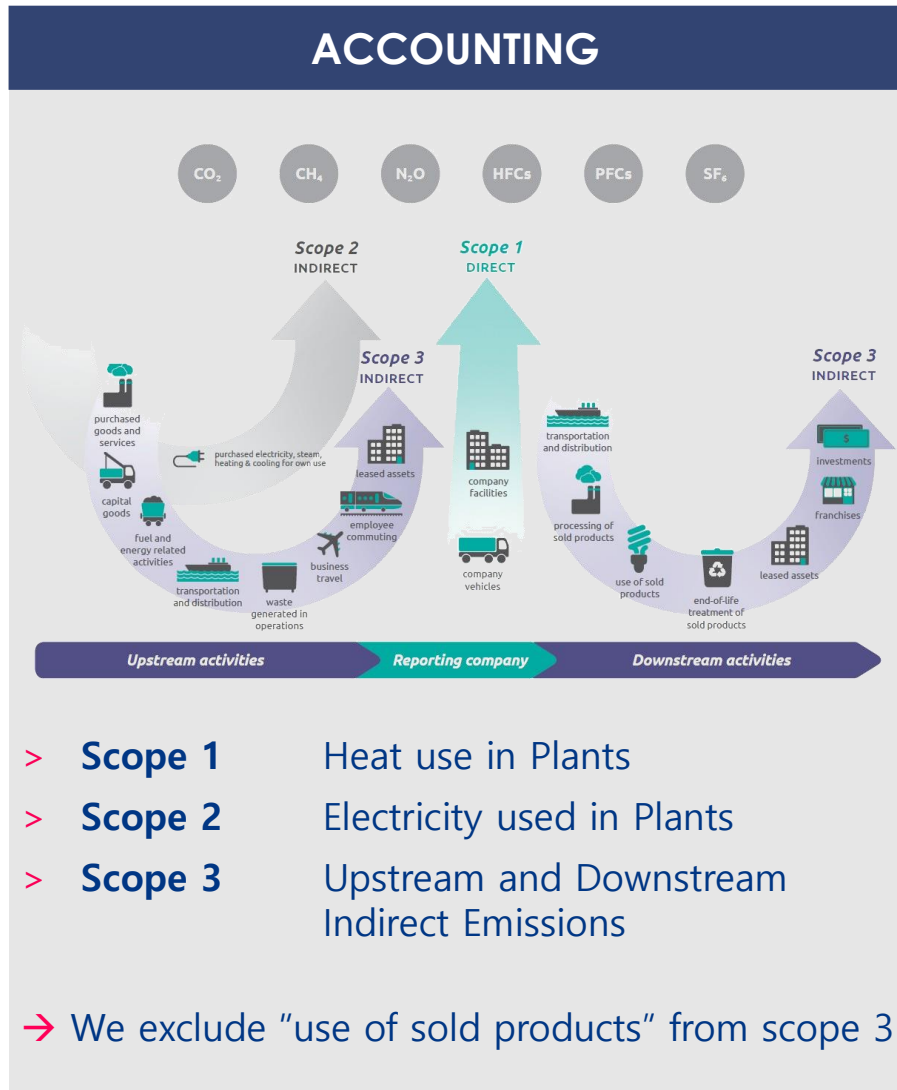 ACCOUNTING
CO₂ CH₄ N₂O HFCs PFCs SF₆
Scope 2
INDIRECT
Scope 1
DIRECT
Scope 3
INDIRECT
Scope 3
INDIRECT
purchased
goods and
services
capital
goods
fuel and
energy related
activities
transportation
and distribution
waste
generated in
operations
business
travel
employee
commuting
leased assets
purchased electricity, steam,
heating & cooling for own use
company
facilities
company
vehicles
transportation
and distribution
processing of
sold products
use of sold
products
end-of-life
treatment of
sold products
leased assets
franchises
$
investments
Upstream activities Reporting company Downstream activities
> Scope 1 Heat use in Plants
> Scope 2 Electricity used in Plants
> Scope 3 Upstream and Downstream
Indirect Emissions
→ We exclude "use of sold products" from scope 3